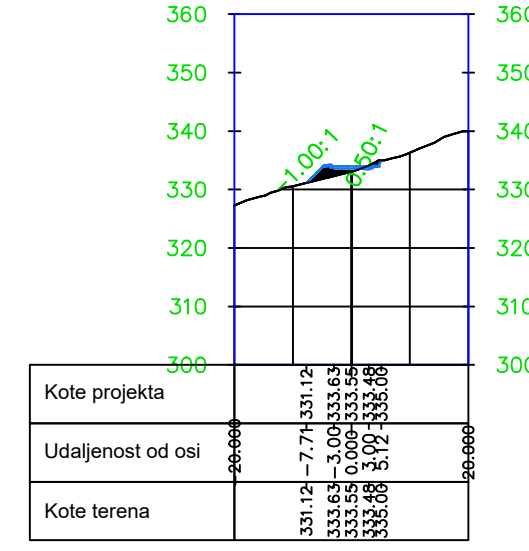 360 360
350 350
340 340
-1.00:1 0.50:1
330 330
320 320
310 310
300 300
Kote projekta 331.12 333.63 333.55 333.48 335.00
Udaljenost od osi 20.000 -7.71 -3.00 0.000 3.00 5.12 20.000
Kote terena 331.12 333.63 333.55 333.48 335.00